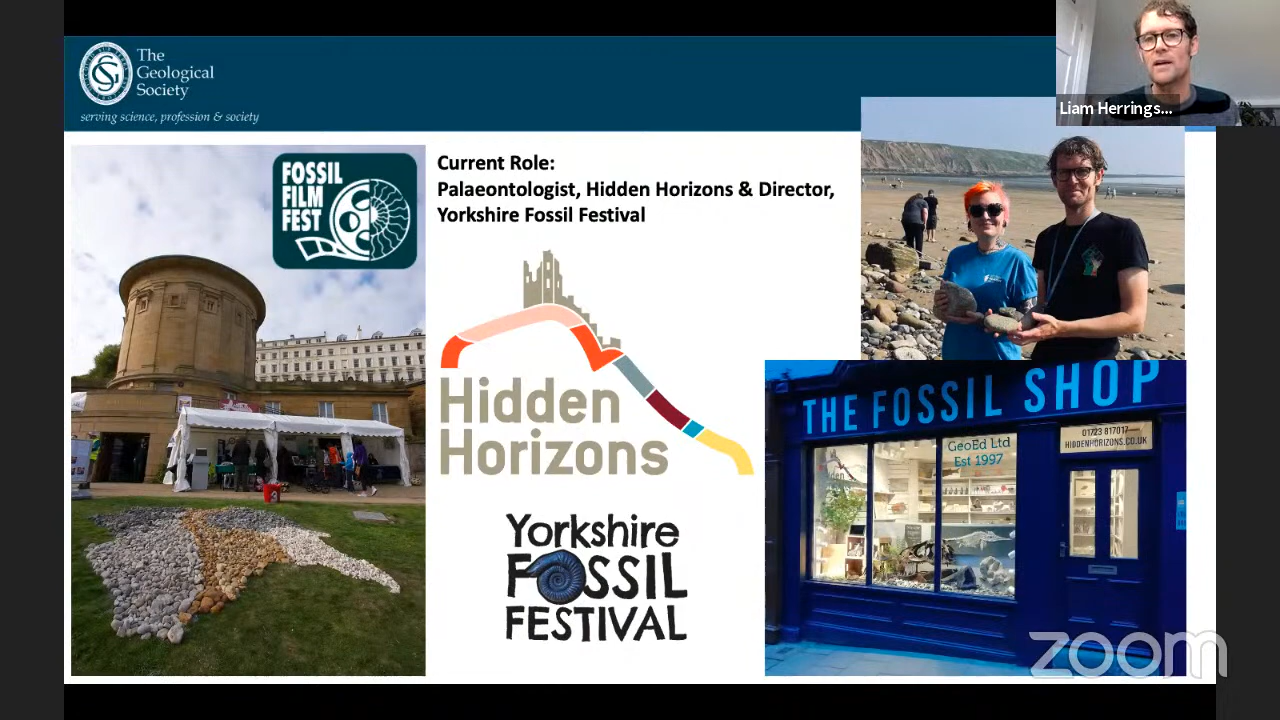 The
Geological
Society
serving science, profession & society
Liam Herrings...
FOSSIL
FILM
FEST
Current Role:
Palaeontologist, Hidden Horizons & Director,
Yorkshire Fossil Festival
Hidden
Horizons
Yorkshire
FOSSIL
FESTIVAL
THE FOSSIL SHOP
GeoEd Ltd
Est 1997
01723 817017
HIDDENHORIZONS.CO.UK
zoom